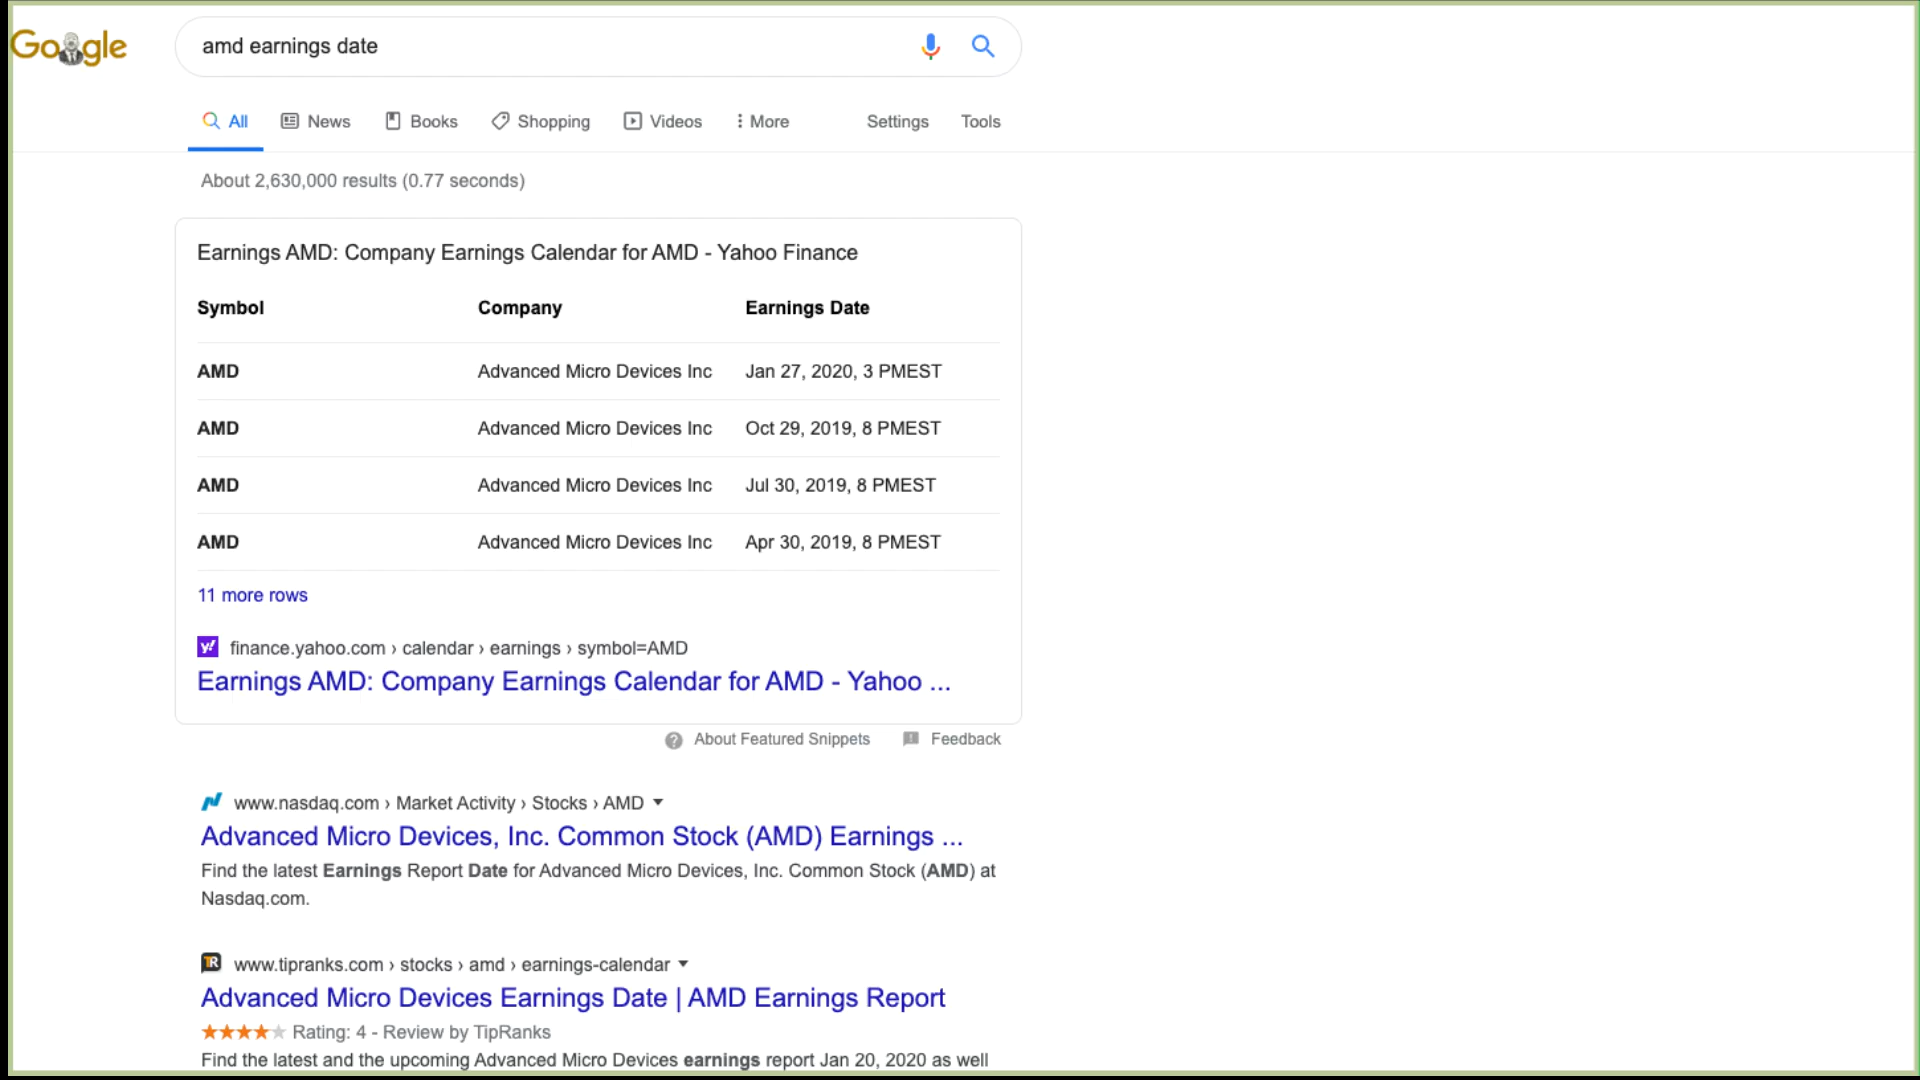 Google
amd earnings date
All News Books Shopping Videos More Settings Tools
About 2,630,000 results (0.77 seconds)
Earnings AMD: Company Earnings Calendar for AMD - Yahoo Finance
Symbol Company Earnings Date
AMD Advanced Micro Devices Inc Jan 27, 2020, 3 PMEST
AMD Advanced Micro Devices Inc Oct 29, 2019, 8 PMEST
AMD Advanced Micro Devices Inc Jul 30, 2019, 8 PMEST
AMD Advanced Micro Devices Inc Apr 30, 2019, 8 PMEST
11 more rows
y! finance.yahoo.com › calendar › earnings › symbol=AMD
Earnings AMD: Company Earnings Calendar for AMD - Yahoo ...
About Featured Snippets Feedback
www.nasdaq.com › Market Activity › Stocks › AMD
Advanced Micro Devices, Inc. Common Stock (AMD) Earnings ...
Find the latest Earnings Report Date for Advanced Micro Devices, Inc. Common Stock (AMD) at
Nasdaq.com.
TR www.tipranks.com › stocks › amd › earnings-calendar
Advanced Micro Devices Earnings Date | AMD Earnings Report
Rating: 4 - Review by TipRanks
Find the latest and the upcoming Advanced Micro Devices earnings report Jan 20, 2020 as well